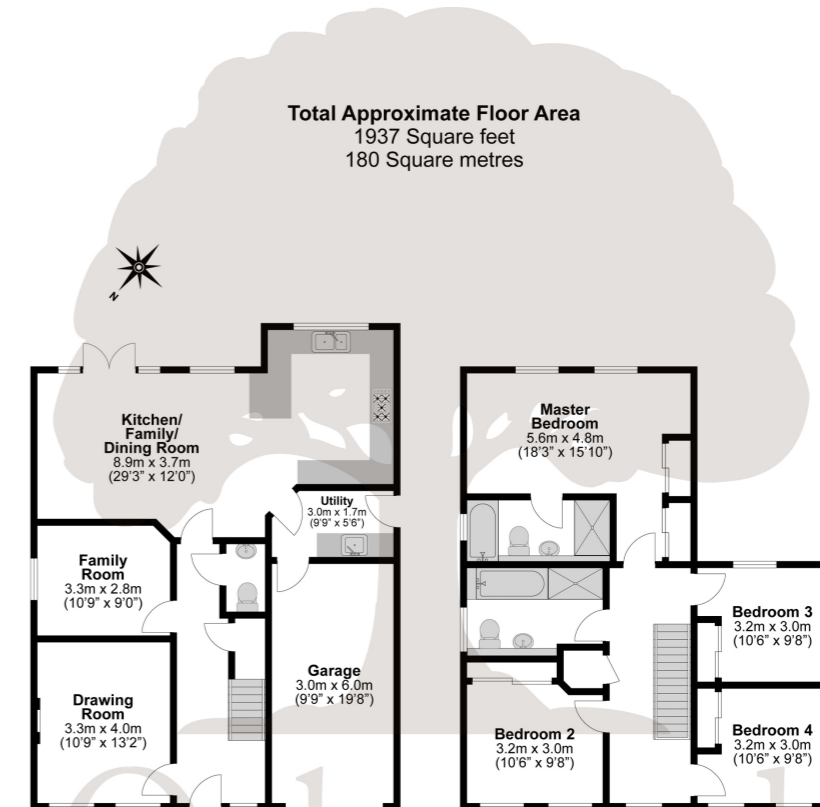 Total Approximate Floor Area
1937 Square feet
180 Square metres
N
Kitchen/
Family/
Dining Room
8.9m x 3.7m
(29'3" x 12'0")
Utility
3.0m x 1.7m
(9'9" x 5'6")
Family
Room
3.3m x 2.8m
(10'9" x 9'0")
Garage
3.0m x 6.0m
(9'9" x 19'8")
Drawing
Room
3.3m x 4.0m
(10'9" x 13'2")
Master
Bedroom
5.6m x 4.8m
(18'3" x 15'10")
Bedroom 3
3.2m x 3.0m
(10'6" x 9'8")
Bedroom 2
3.2m x 3.0m
(10'6" x 9'8")
Bedroom 4
3.2m x 3.0m
(10'6" x 9'8")